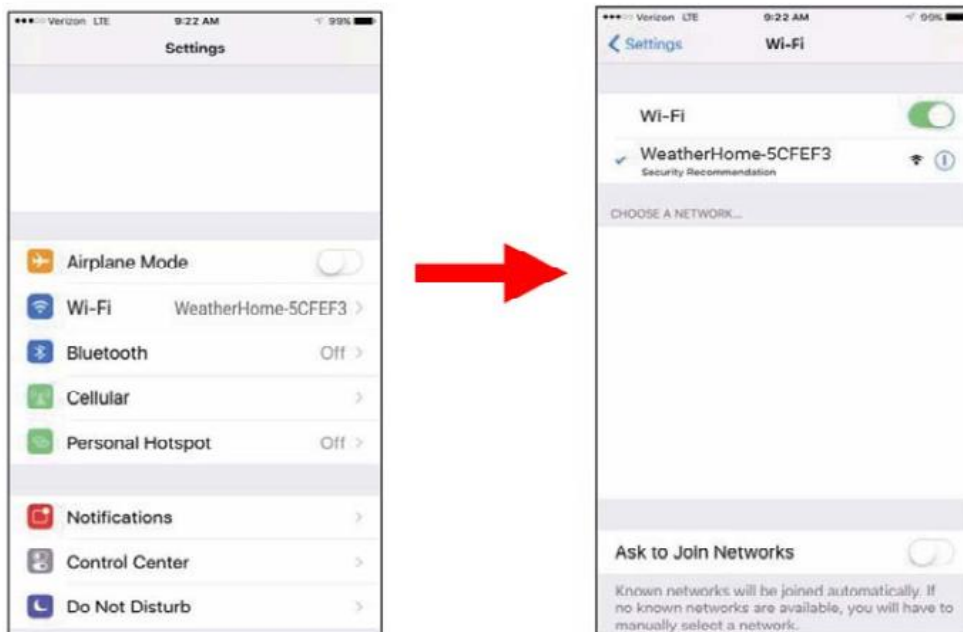 Verizon LTE 9:22 AM 99%
Settings
Airplane Mode
Wi-Fi WeatherHome-5CFEF3
Bluetooth Off
Cellular
Personal Hotspot Off
Notifications
Control Center
Do Not Disturb
Verizon LTE 9:22 AM 99%
Settings Wi-Fi
Wi-Fi
WeatherHome-5CFEF3
Security Recommendation
CHOOSE A NETWORK...
Ask to Join Networks
Known networks will be joined automatically. If
no known networks are available, you will have to
manually select a network.